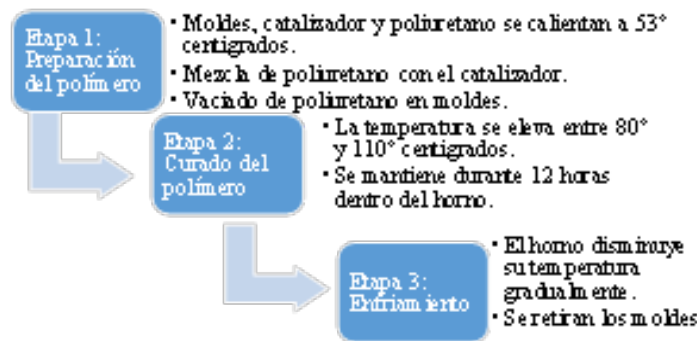 Etapa 1:
Preparación
del polímero
• Moldes, catalizador y poliuretano se calientan a 53°
centigrados.
• Mezcla de poliuretano con el catalizador.
• Vaciado de poliuretano en moldes.
Etapa 2:
Curado del
polímero
• La temperatura se eleva entre 80°
y 110° centigrados.
• Se mantiene durante 12 horas
dentro del horno.
Etapa 3:
Enfriamiento
• El horno disminuye
su temperatura
gradualmente.
• Se retiran los moldes